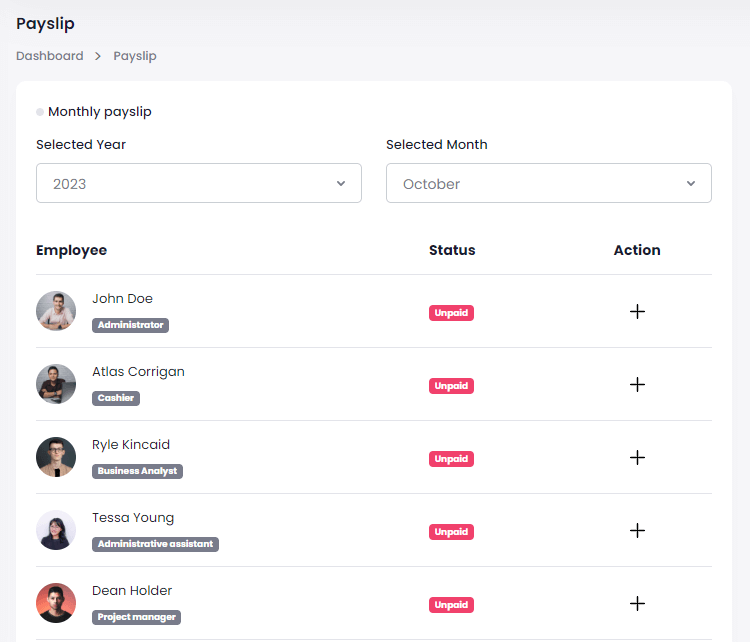 Payslip
Dashboard > Payslip
Monthly payslip
Selected Year Selected Month
2023 October
Employee Status Action
John Doe
Administrator Unpaid
Atlas Corrigan
Cashier Unpaid
Ryle Kincaid
Business Analyst Unpaid
Tessa Young
Administrative assistant Unpaid
Dean Holder
Project manager Unpaid